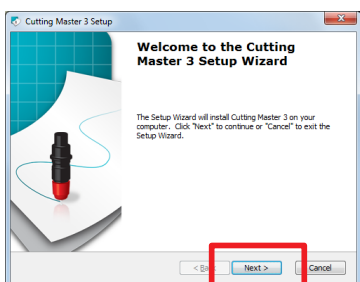 Cutting Master 3 Setup
Welcome to the Cutting
Master 3 Setup Wizard
The Setup Wizard will install Cutting Master 3 on your
computer. Click "Next" to continue or "Cancel" to exit the
Setup Wizard.
< Back Next > Cancel